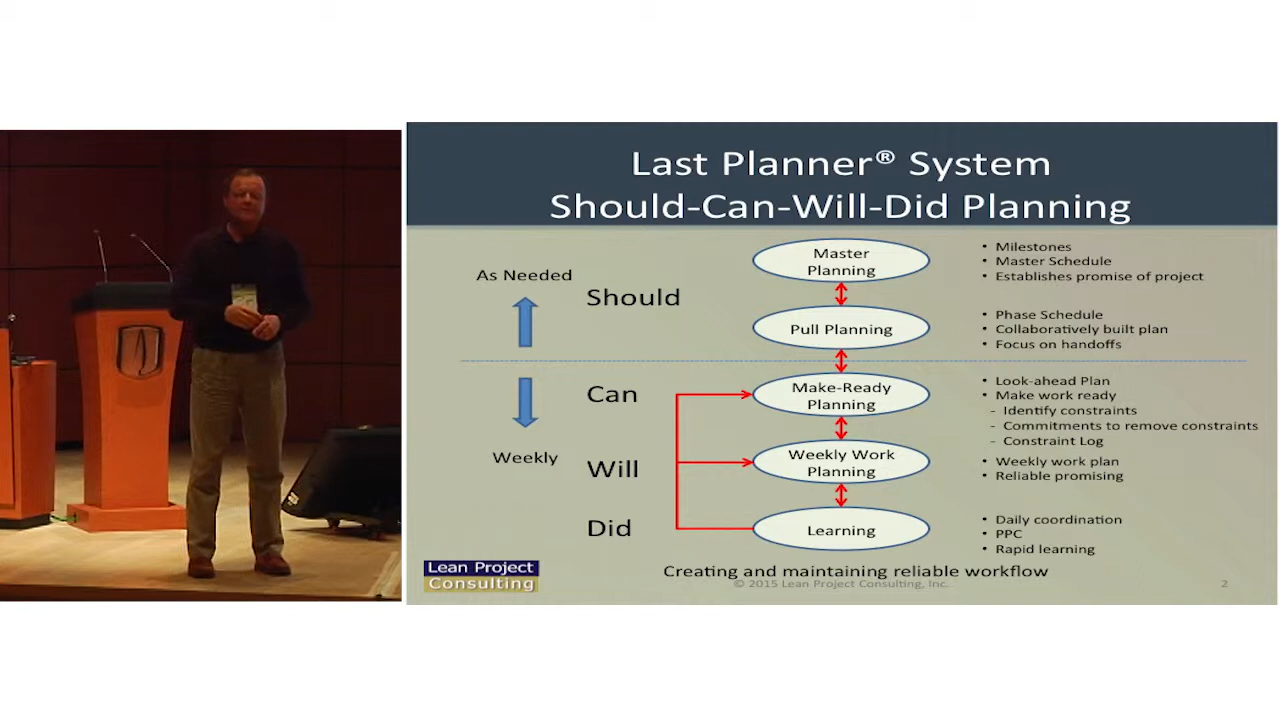 Last Planner® System
Should-Can-Will-Did Planning
As Needed
Should
Master
Planning
• Milestones
• Master Schedule
• Establishes promise of project
Pull Planning
• Phase Schedule
• Collaboratively built plan
• Focus on handoffs
Can
Make-Ready
Planning
• Look-ahead Plan
• Make work ready
- Identify constraints
- Commitments to remove constraints
- Constraint Log
Weekly
Will
Weekly Work
Planning
• Weekly work plan
• Reliable promising
Did
Learning
• Daily coordination
• PPC
• Rapid learning
Lean Project
Consulting
Creating and maintaining reliable workflow
© 2015 Lean Project Consulting, Inc.
2